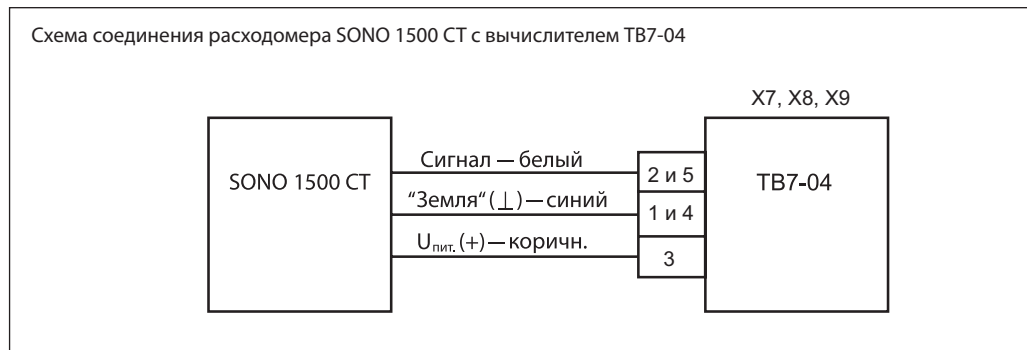 Схема соединения расходомера SONO 1500 CT с вычислителем ТВ7-04
X7, X8, X9
SONO 1500 CT
Сигнал — белый
2 и 5
ТВ7-04
"Земля" (⊥) — синий
1 и 4
Uпит. (+) — коричн.
3